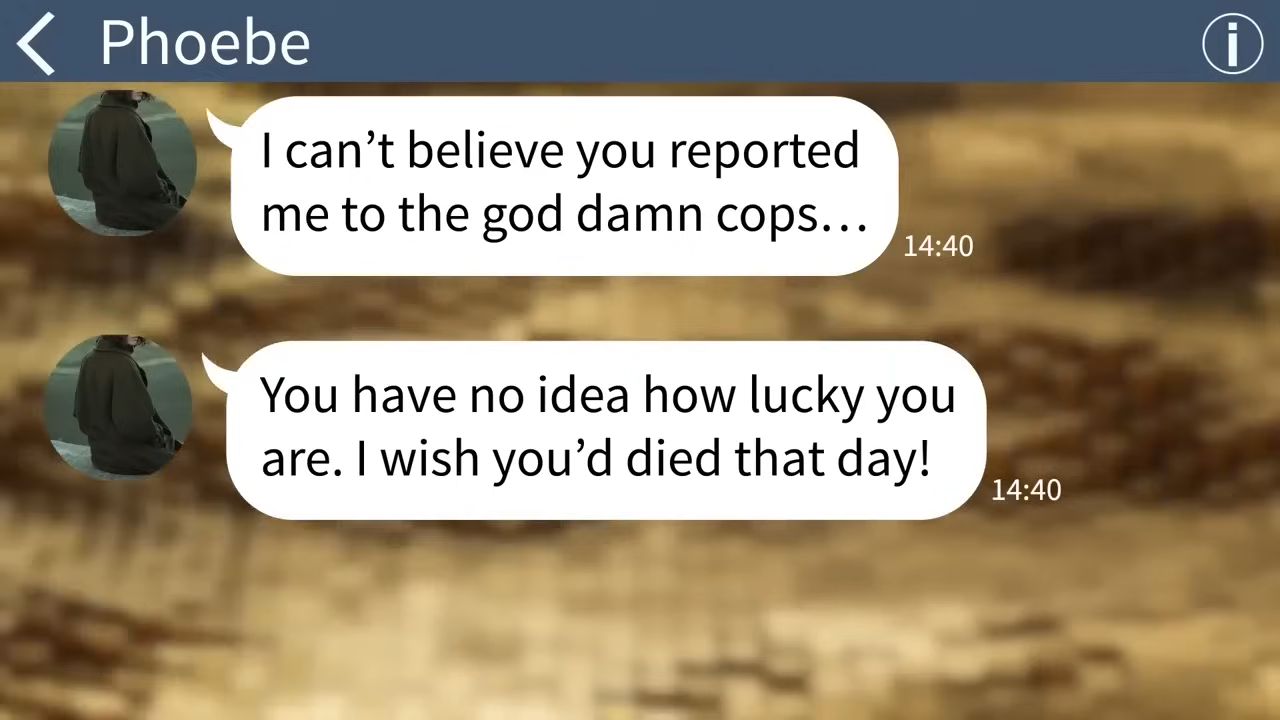 Phoebe
I can’t believe you reported
me to the god damn cops…
14:40
You have no idea how lucky you
are. I wish you’d died that day!
14:40